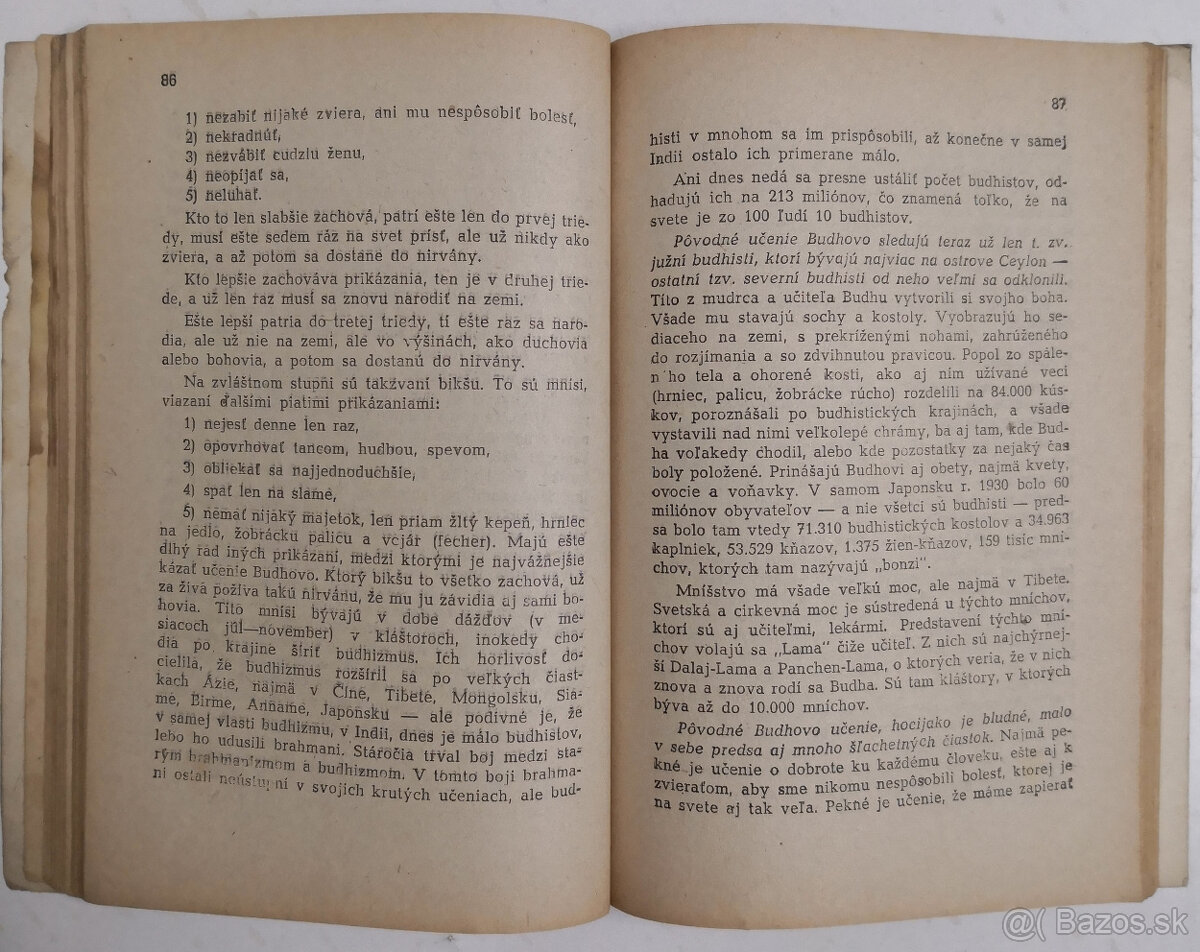 86
1) nezabiť nijaké zviera, ani mu nespôsobiť bolesť,
2) nekradnúť,
3) nezvábiť cudziu ženu,
4) neopíjať sa,
5) neluhať.
Kto to len slabšie zachová, patrí ešte len do prvej trie-
dy, musí ešte sedem ráz na svet prísť, ale už nikdy ako
zviera, a až potom sa dostane do nirvány.
Kto lepšie zachováva prikázania, ten je v druhej trie-
de, a už len raz musí sa znovu narodiť na zemi.
Ešte lepší patria do tretej triedy, tí ešte raz sa naro-
dia, ale už nie na zemi, ale vo výšinách, ako duchovia
alebo bohovia, a potom sa dostanú do nirvány.
Na zvláštnom stupni sú takzvaní bikšu. To sú mnísi,
viazaní ďalšími piatimi prikázaniami:
1) nejesť denne len raz,
2) opovrhovať tancom, hudbou, spevom,
3) obliekať sa najjednoduchšie,
4) spať len na slame,
5) nemať nijaký majetok, len priam žltý kepeň, hrniec
na jedlo, žobrácku palicu a vejár (ľecher). Majú ešte
dlhý rad iných prikázaní, medzi ktorými je najvážnejšie
kázať učenie Budhovo. Ktorý bikšu to všetko zachová, už
za živa požíva takú nirvánu, že mu ju závidia aj sami bo-
hovia. Títo mnísi bývajú v dobe dážďov (v me-
siacoch júl—november) v kláštoroch, inokedy cho-
dia po krajine šíriť budhizmus. Ich horlivosť do-
cielila, že budhizmus rozšíril sa po veľkých čiast-
kach Ázie, najmä v Číne, Tibete, Mongolsku, Sia-
me, Birme, Anname, Japonsku — ale podivné je, že
v samej vlasti budhizmu, v Indii, dnes je málo budhistov,
lebo ho udusili brahmani. Stáročia trval boj medzi sta-
rým brahmanizmom a budhizmom. V tomto boji brahma-
ni ostali neústupní v svojich krutých učeniach, ale bud-
87
histi v mnohom sa im prispôsobili, až konečne v samej
Indii ostalo ich primerane málo.
Ani dnes nedá sa presne ustáliť počet budhistov, od-
hadujú ich na 213 miliónov, čo znamená toľko, že na
svete je zo 100 ľudí 10 budhistov.
Pôvodné učenie Budhovo sledujú teraz už len t. zv.
južní budhisti, ktorí bývajú najviac na ostrove Ceylon —
ostatní tzv. severní budhisti od neho veľmi sa odklonili.
Títo z mudrca a učiteľa Budhu vytvorili si svojho boha.
Všade mu stavajú sochy a kostoly. Vyobrazujú ho se-
diaceho na zemi, s prekríženými nohami, zahrúženého
do rozjímania a so zdvihnutou pravicou. Popol zo spále-
n ho tela a ohorené kosti, ako aj ním užívané veci
(hrniec, palicu, žobrácke rúcho) rozdelili na 84.000 kús-
kov, poroznášali po budhistických krajinách, a všade
vystavili nad nimi veľkolepé chrámy, ba aj tam, kde Bud-
ha voľakedy chodil, alebo kde pozostatky za nejaký čas
boly položené. Prinášajú Budhovi aj obety, najmä kvety,
ovocie a voňavky. V samom Japonsku r. 1930 bolo 60
miliónov obyvateľov — a nie všetci sú budhisti — pred-
sa bolo tam vtedy 71.310 budhistických kostolov a 34.963
kaplniek, 53.529 kňazov, 1.375 žien-kňazov, 159 tisíc mní-
chov, ktorých tam nazývajú „bonzi".
Mníšstvo má všade veľkú moc, ale najmä v Tibete.
Svetská a cirkevná moc je sústredená u týchto mníchov,
ktorí sú aj učiteľmi, lekármi. Predstavení týchto mní-
chov volajú sa „Lama" čiže učiteľ. Z nich sú najchýrnej-
ší Dalaj-Lama a Panchen-Lama, o ktorých veria, že v nich
znova a znova rodí sa Budha. Sú tam kláštory, v ktorých
býva až do 10.000 mníchov.
Pôvodné Budhovo učenie, hocijako je bludné, malo
v sebe predsa aj mnoho šľachetných čiastok. Najmä pe-
kné je učenie o dobrote ku každému človeku, ešte aj k
zvieraťom, aby sme nikomu nespôsobili bolesť, ktorej je
na svete aj tak veľa. Pekné je učenie, že máme zapierať
@( Bazos.sk